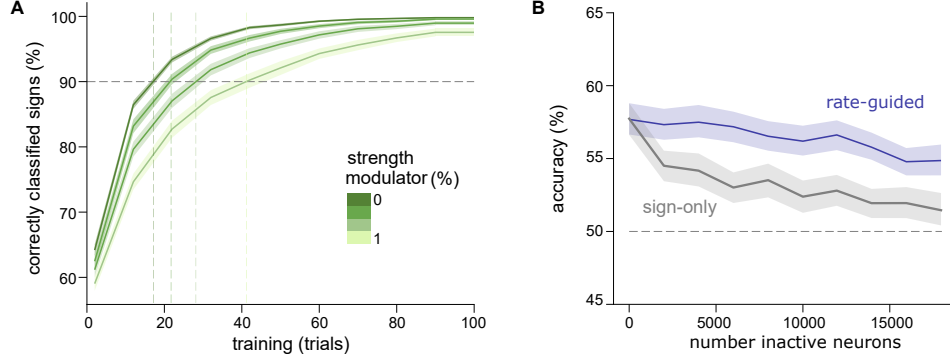 A
correctly classified signs (%)
100
90
80
70
60
0
20
40
60
80
100
training (trials)
strength
modulator (%)
0
1
B
accuracy (%)
65
60
55
50
45
0
5000
10000
15000
number inactive neurons
rate-guided
sign-only